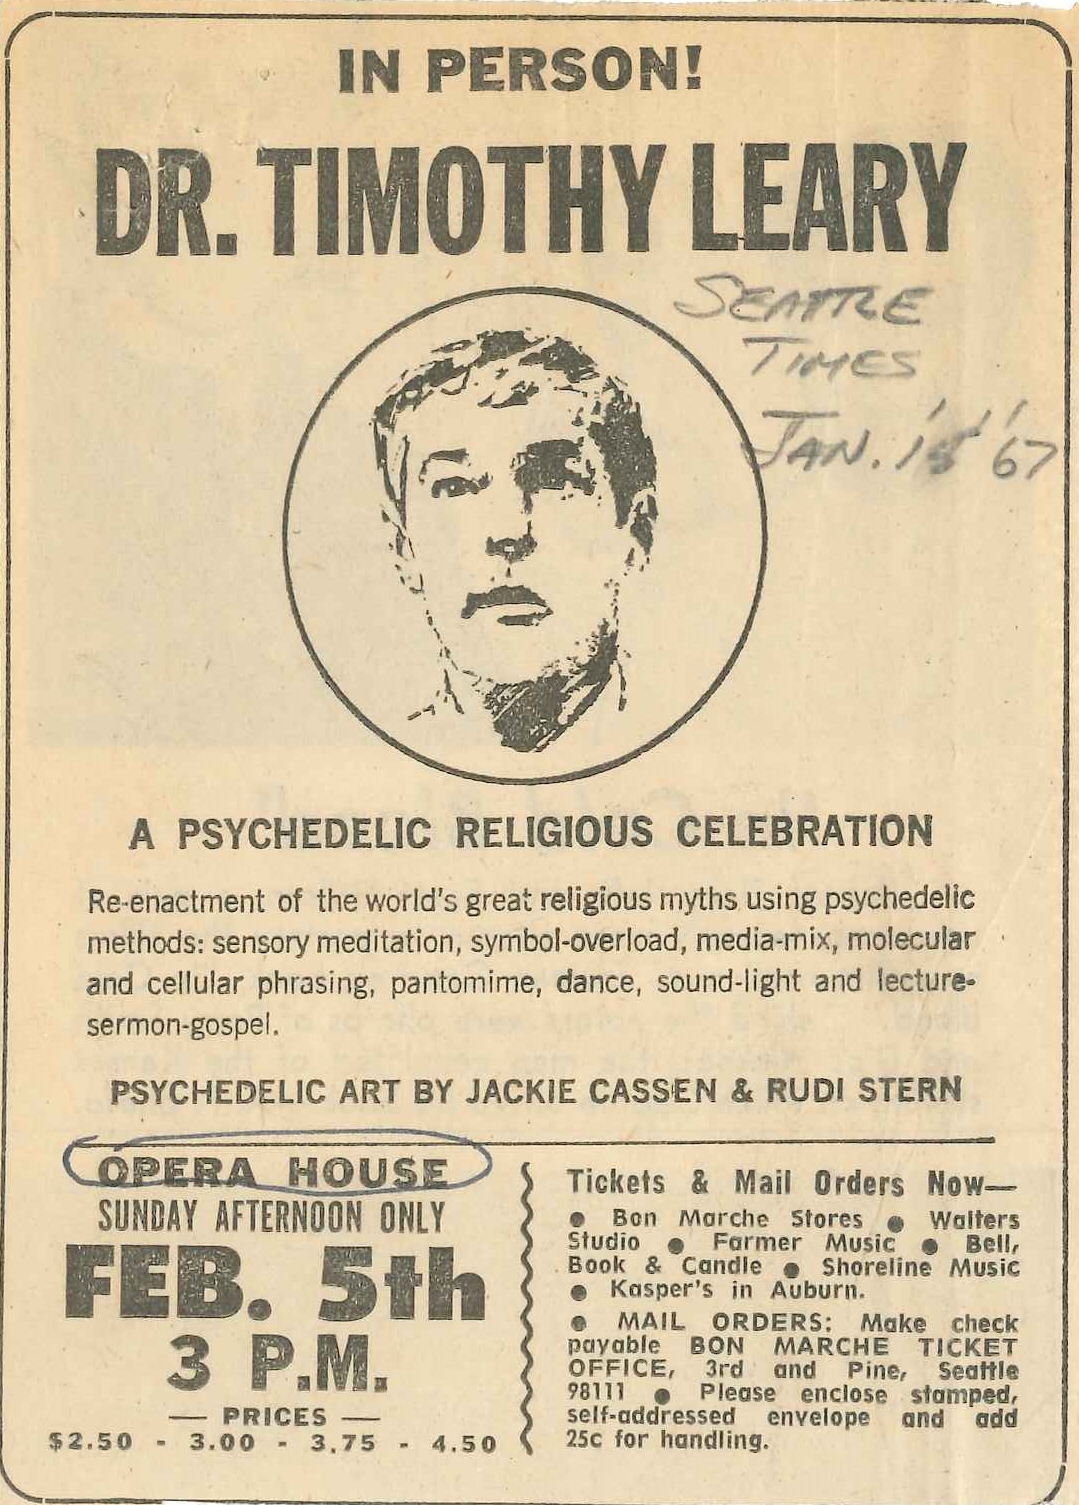 IN PERSON!
DR. TIMOTHY LEARY
SEATTLE
TIMES
JAN. 15 '67
A PSYCHEDELIC RELIGIOUS CELEBRATION
Re-enactment of the world's great religious myths using psychedelic
methods: sensory meditation, symbol-overload, media-mix, molecular
and cellular phrasing, pantomime, dance, sound-light and lecture-
sermon-gospel.
PSYCHEDELIC ART BY JACKIE CASSEN & RUDI STERN
OPERA HOUSE
SUNDAY AFTERNOON ONLY
FEB. 5th
3 P.M.
— PRICES —
$2.50 - 3.00 - 3.75 - 4.50
Tickets & Mail Orders Now—
● Bon Marche Stores ● Walters
Studio ● Farmer Music ● Bell,
Book & Candle ● Shoreline Music
● Kasper's in Auburn.
● MAIL ORDERS: Make check
payable BON MARCHE TICKET
OFFICE, 3rd and Pine, Seattle
98111 ● Please enclose stamped,
self-addressed envelope and add
25c for handling.